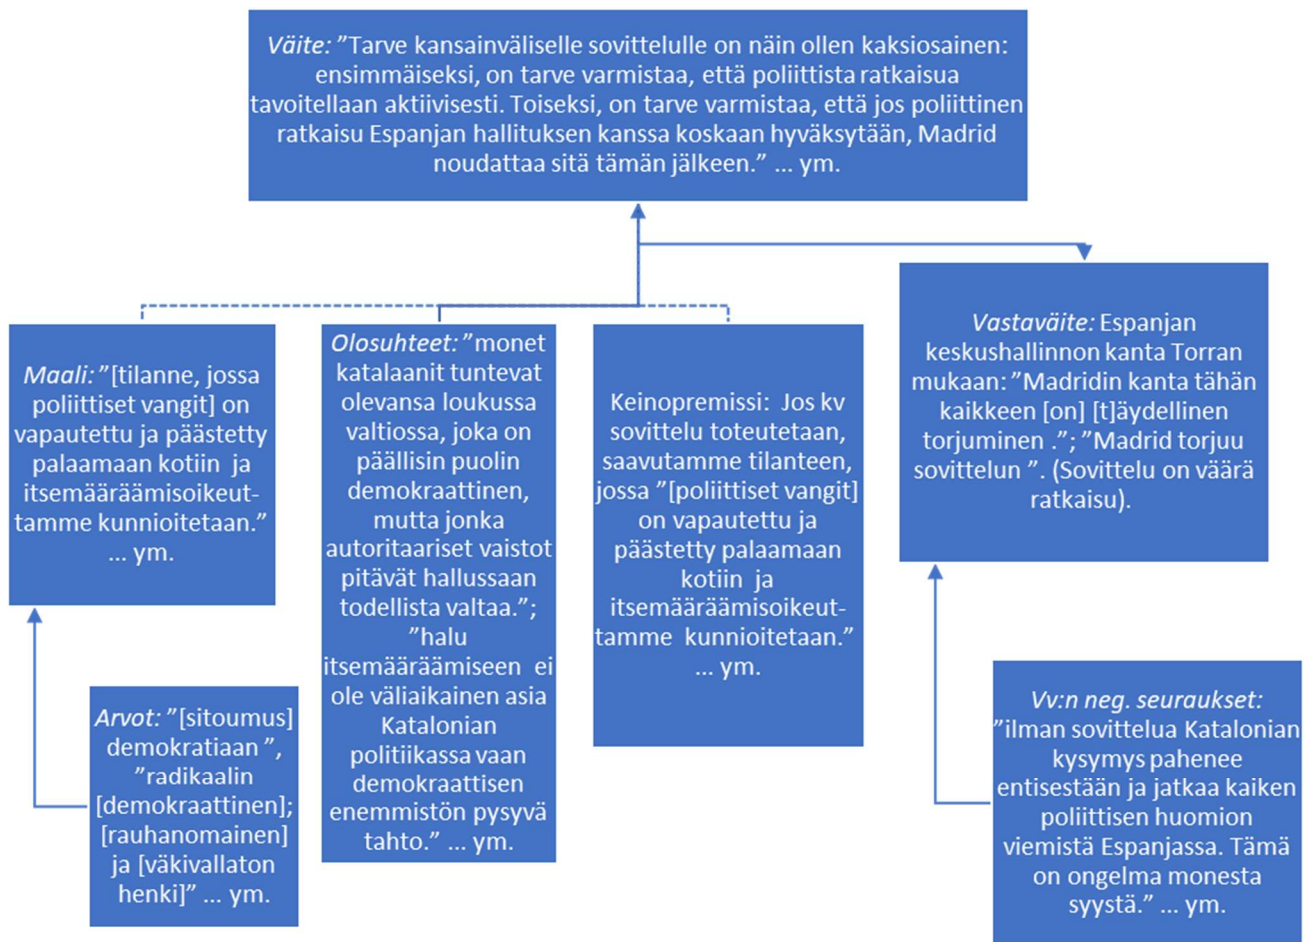 Väite: ”Tarve kansainväliselle sovittelulle on näin ollen kaksiosainen:
ensimmäiseksi, on tarve varmistaa, että poliittista ratkaisua
tavoitellaan aktiivisesti. Toiseksi, on tarve varmistaa, että jos poliittinen
ratkaisu Espanjan hallituksen kanssa koskaan hyväksytään, Madrid
noudattaa sitä tämän jälkeen.” ... ym.
Maali: ”[tilanne, jossa
poliittiset vangit] on
vapautettu ja päästetty
palaamaan kotiin ja
itsemääräämisoikeut-
tamme kunnioitetaan.”
... ym.
Arvot: ”[sitoumus]
demokratiaan ”,
”radikaalin
[demokraattinen];
[rauhanomainen]
ja [väkivallaton
henki]” ... ym.
Olosuhteet: ”monet
katalaanit tuntevat
olevansa loukussa
valtiossa, joka on
päällisin puolin
demokraattinen,
mutta jonka
autoritaariset vaistot
pitävät hallussaan
todellista valtaa.”;
”halu
itsemääräämiseen ei
ole väliaikainen asia
Katalonian
politiikassa vaan
demokraattisen
enemmistön pysyvä
tahto.” ... ym.
Keinopremissi: Jos kv
sovittelu toteutetaan,
saavutamme tilanteen,
jossa ”[poliittiset vangit]
on vapautettu ja
päästetty palaamaan
kotiin ja
itsemääräämisoikeut-
tamme kunnioitetaan.”
... ym.
Vastaväite: Espanjan
keskushallinnon kanta Torran
mukaan: ”Madridin kanta tähän
kaikkeen [on] [t]äydellinen
torjuminen .”; ”Madrid torjuu
sovittelun ”. (Sovittelu on väärä
ratkaisu).
Vv:n neg. seuraukset:
”ilman sovittelua Katalonian
kysymys pahenee
entisestään ja jatkaa kaiken
poliittisen huomion
viemistä Espanjassa. Tämä
on ongelma monesta
syystä.” ... ym.